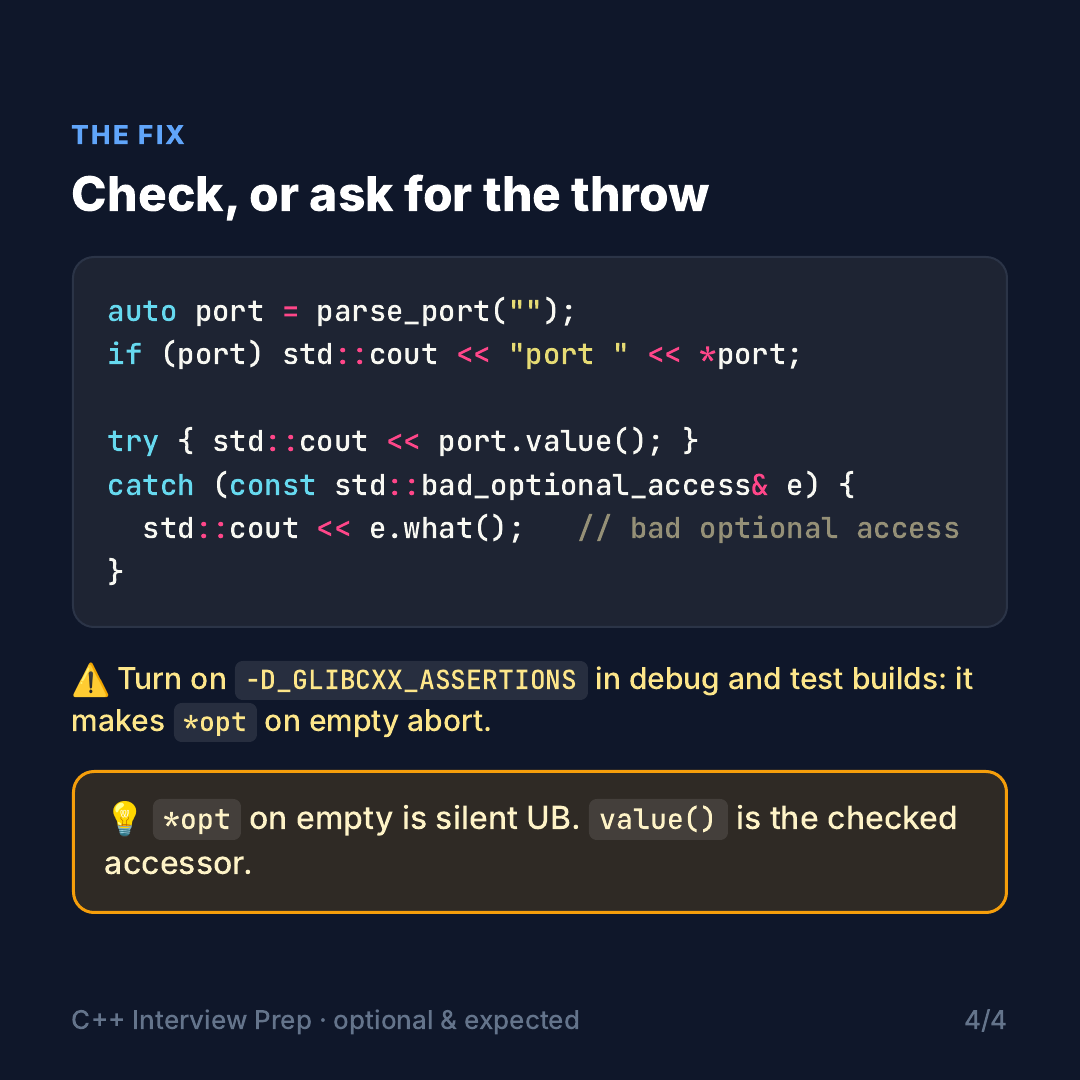 THE FIX
Check, or ask for the throw
auto port = parse_port("");
if (port) std::cout << "port " << *port;
try { std::cout << port.value(); }
catch (const std::bad_optional_access& e) {
  std::cout << e.what();   // bad optional access
}
⚠️ Turn on -D_GLIBCXX_ASSERTIONS in debug and test builds: it
makes *opt on empty abort.
💡 *opt on empty is silent UB. value() is the checked
accessor.
C++ Interview Prep · optional & expected
4/4